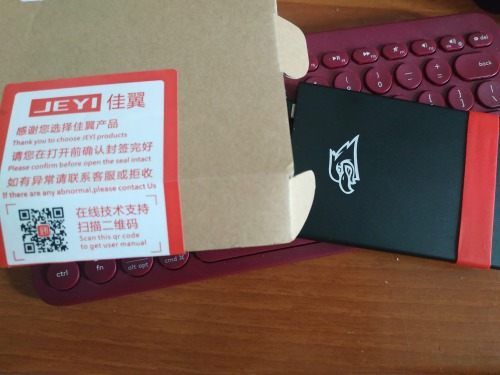 JEYI 佳翼
感谢您选择佳翼产品
Thank you to choose JEYI products
请您在打开前确认封签完好
Please confirm before open the seal intact
如有异常请联系客服或拒收
If there are any abnormal,please contact Us
在线技术支持
扫描二维码
Scan this qr code
to get user manual
del
back
ctrl
fn
alt opt
cmd